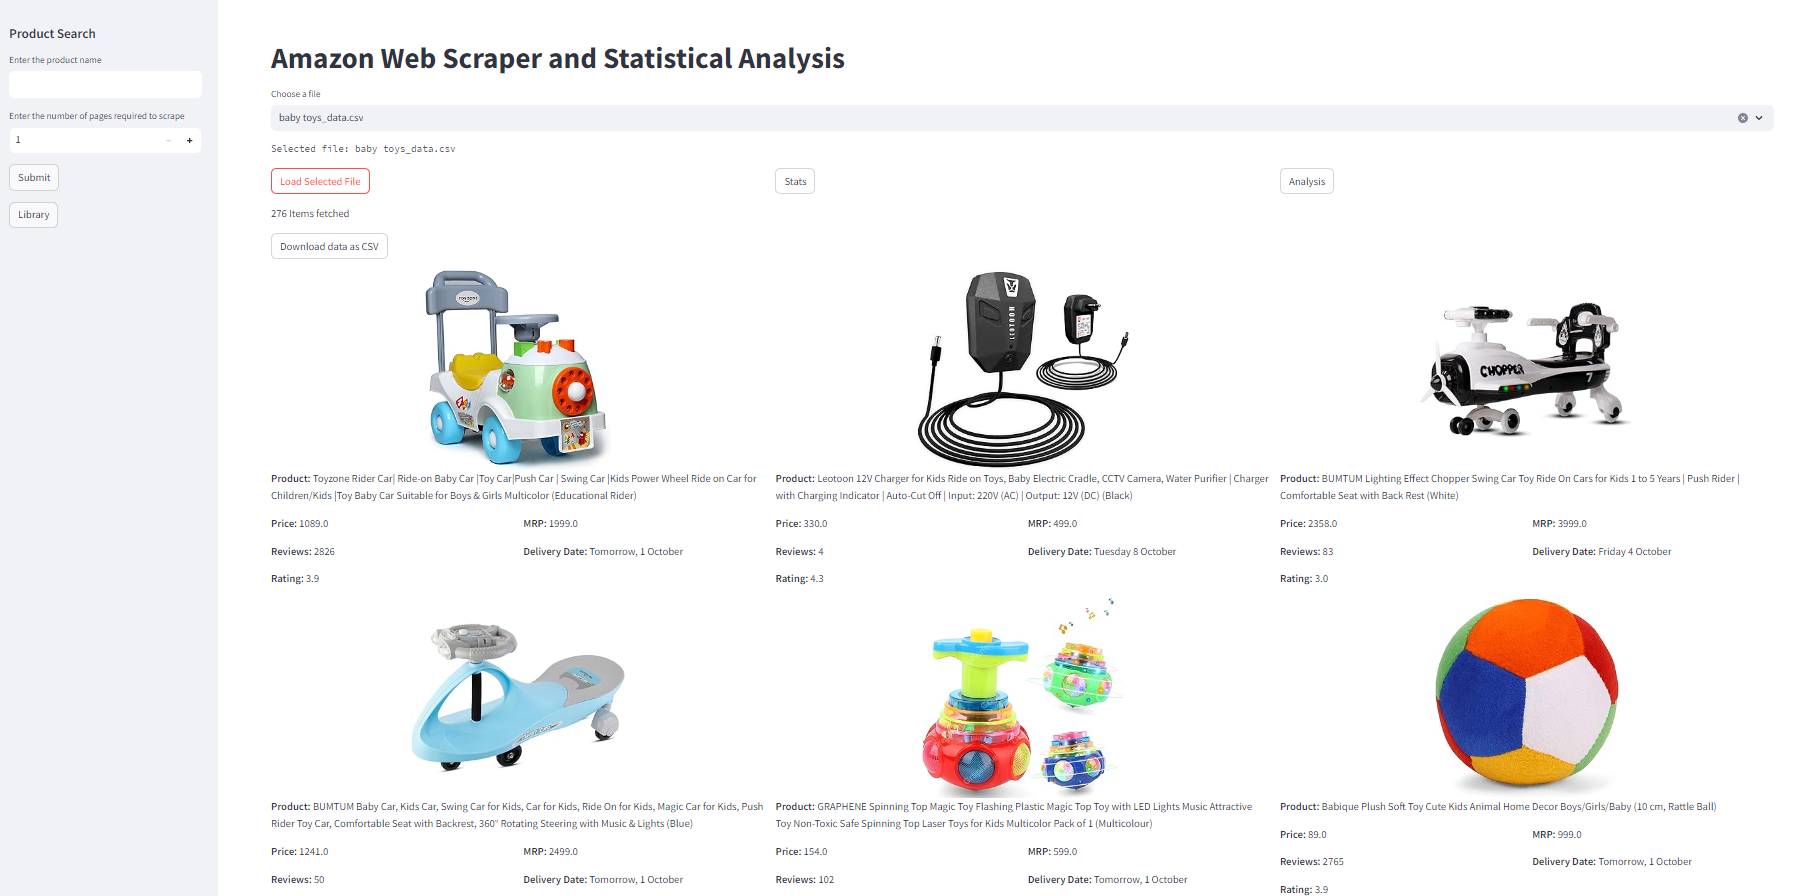 Product Search
Enter the product name
Enter the number of pages required to scrape
1
− +
Submit
Library
Amazon Web Scraper and Statistical Analysis
Choose a file
baby toys_data.csv
Selected file: baby toys_data.csv
Load Selected File
Stats
Analysis
276 Items fetched
Download data as CSV
TOYZONE
LEOTOON
CHOPPER
7
Product: Toyzone Rider Car| Ride-on Baby Car |Toy Car|Push Car | Swing Car |Kids Power Wheel Ride on Car for
Children/Kids |Toy Baby Car Suitable for Boys & Girls Multicolor (Educational Rider)
Price: 1089.0
MRP: 1999.0
Reviews: 2826
Delivery Date: Tomorrow, 1 October
Rating: 3.9
Product: Leotoon 12V Charger for Kids Ride on Toys, Baby Electric Cradle, CCTV Camera, Water Purifier | Charger
with Charging Indicator | Auto-Cut Off | Input: 220V (AC) | Output: 12V (DC) (Black)
Price: 330.0
MRP: 499.0
Reviews: 4
Delivery Date: Tuesday 8 October
Rating: 4.3
Product: BUMTUM Lighting Effect Chopper Swing Car Toy Ride On Cars for Kids 1 to 5 Years | Push Rider |
Comfortable Seat with Back Rest (White)
Price: 2358.0
MRP: 3999.0
Reviews: 83
Delivery Date: Friday 4 October
Rating: 3.0
Product: BUMTUM Baby Car, Kids Car, Swing Car for Kids, Car for Kids, Ride On for Kids, Magic Car for Kids, Push
Rider Toy Car, Comfortable Seat with Backrest, 360° Rotating Steering with Music & Lights (Blue)
Price: 1241.0
MRP: 2499.0
Reviews: 50
Delivery Date: Tomorrow, 1 October
Product: GRAPHENE Spinning Top Magic Toy Flashing Plastic Magic Top Toy with LED Lights Music Attractive
Toy Non-Toxic Safe Spinning Top Laser Toys for Kids Multicolor Pack of 1 (Multicolour)
Price: 154.0
MRP: 599.0
Reviews: 102
Delivery Date: Tomorrow, 1 October
Product: Babique Plush Soft Toy Cute Kids Animal Home Decor Boys/Girls/Baby (10 cm, Rattle Ball)
Price: 89.0
MRP: 999.0
Reviews: 2765
Delivery Date: Tomorrow, 1 October
Rating: 3.9